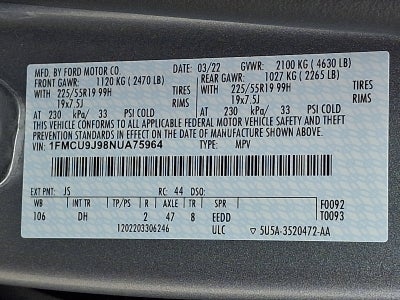 MFD. BY FORD MOTOR CO. 03/22 GVWR: 2100 KG ( 4630 LB)
FRONT GAWR: 1120 KG ( 2470 LB) REAR GAWR: 1027 KG ( 2265 LB)
WITH 225/55R19 99H TIRES WITH 225/55R19 99H TIRES
19x7.5J RIMS 19x7.5J RIMS
AT 230 kPa/ 33 PSI COLD AT 230 kPa/ 33 PSI COLD
THIS VEHICLE CONFORMS TO ALL APPLICABLE FEDERAL MOTOR VEHICLE SAFETY, BUMPER, AND THEFT PREVENTION STANDARDS IN EFFECT ON THE DATE OF MANUFACTURE SHOWN ABOVE.
VIN: 1FMCU9J98NUA75964 TYPE: MPV
EXT PNT: JS RC: 44 DSO:
WB INT TR TP/PS R AXLE TR SPR F0092
106 DH 2 47 8 EEDD T0093
1202203306246 ULC 5U5A-3520472-AA